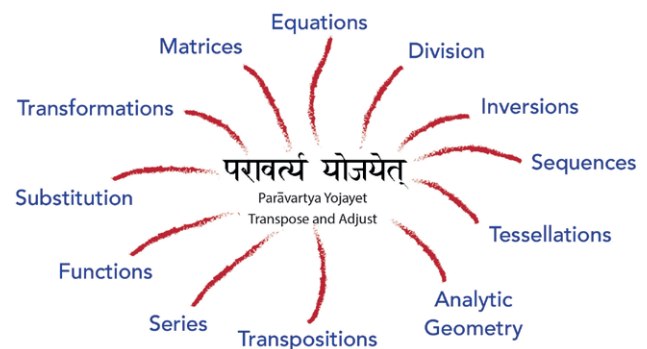 Equations
Matrices
Division
Transformations
Inversions
परावर्त्य योजयेत्
Sequences
Parāvartya Yojayet
Substitution
Transpose and Adjust
Tessellations
Functions
Analytic
Geometry
Series
Transpositions